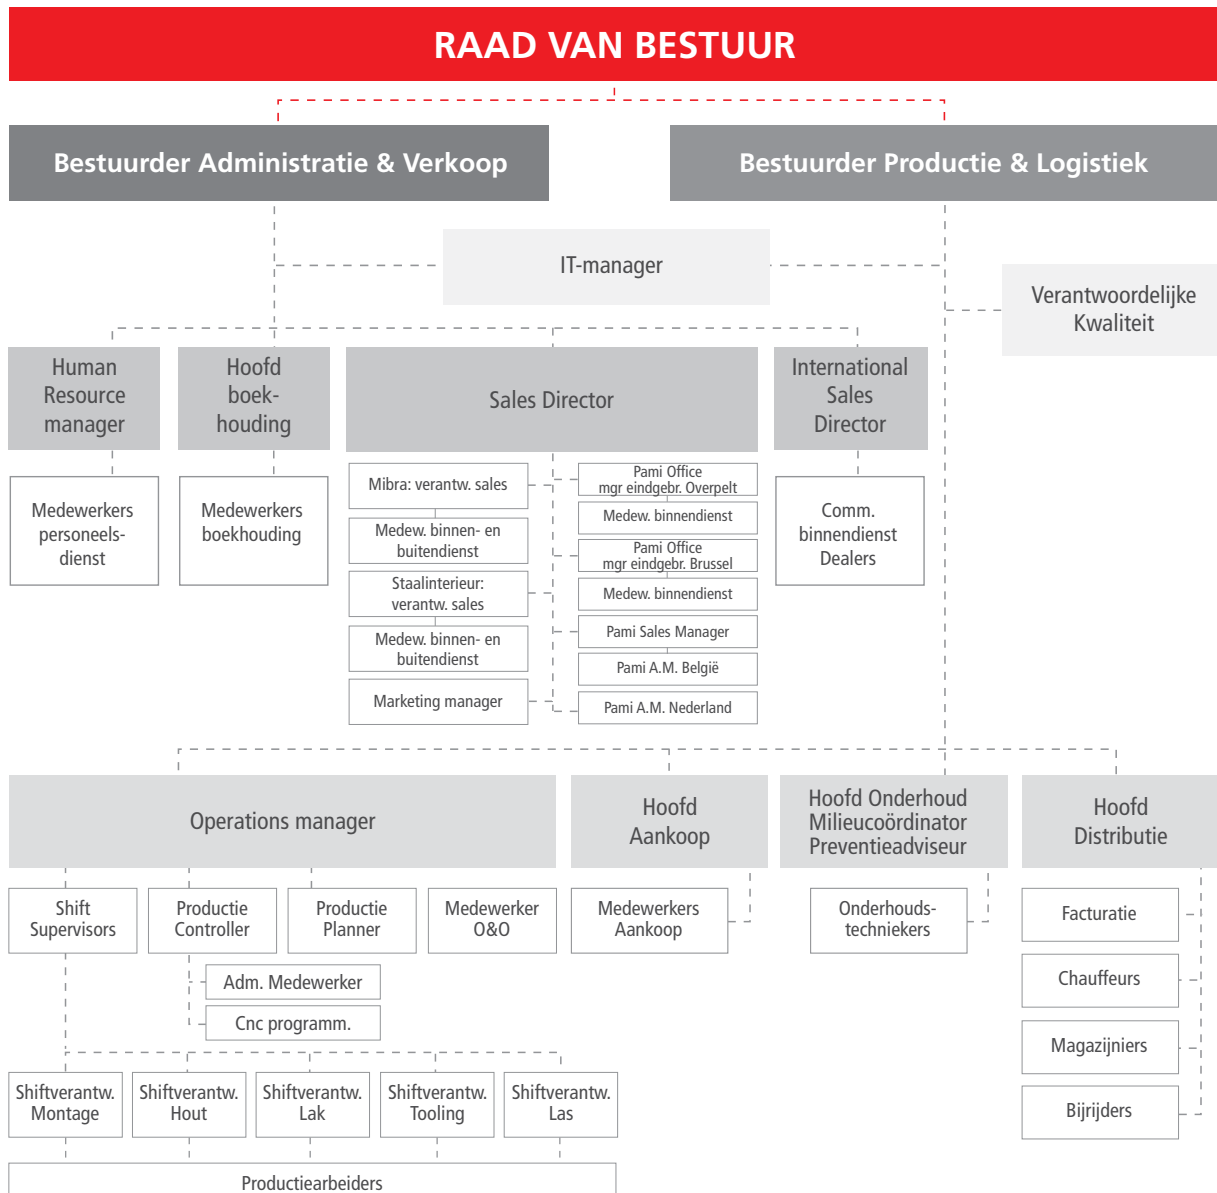 RAAD VAN BESTUUR
Bestuurder Administratie & Verkoop
Bestuurder Productie & Logistiek
IT-manager
Verantwoordelijke
Kwaliteit
Human
Resource
manager
Hoofd
boek-
houding
Sales Director
International
Sales
Director
Medewerkers
personeels-
dienst
Medewerkers
boekhouding
Mibra: verantw. sales
Medew. binnen- en
buitendienst
Staalinterieur:
verantw. sales
Medew. binnen- en
buitendienst
Marketing manager
Pami Office
mgr eindgebr. Overpelt
Medew. binnendienst
Pami Office
mgr eindgebr. Brussel
Medew. binnendienst
Pami Sales Manager
Pami A.M. België
Pami A.M. Nederland
Comm.
binnendienst
Dealers
Operations manager
Hoofd
Aankoop
Hoofd Onderhoud
Milieucoördinator
Preventieadviseur
Hoofd
Distributie
Shift
Supervisors
Productie
Controller
Productie
Planner
Medewerker
O&O
Medewerkers
Aankoop
Onderhouds-
techniekers
Facturatie
Chauffeurs
Magazijniers
Bijrijders
Adm. Medewerker
Cnc programm.
Shiftverantw.
Montage
Shiftverantw.
Hout
Shiftverantw.
Lak
Shiftverantw.
Tooling
Shiftverantw.
Las
Productiearbeiders